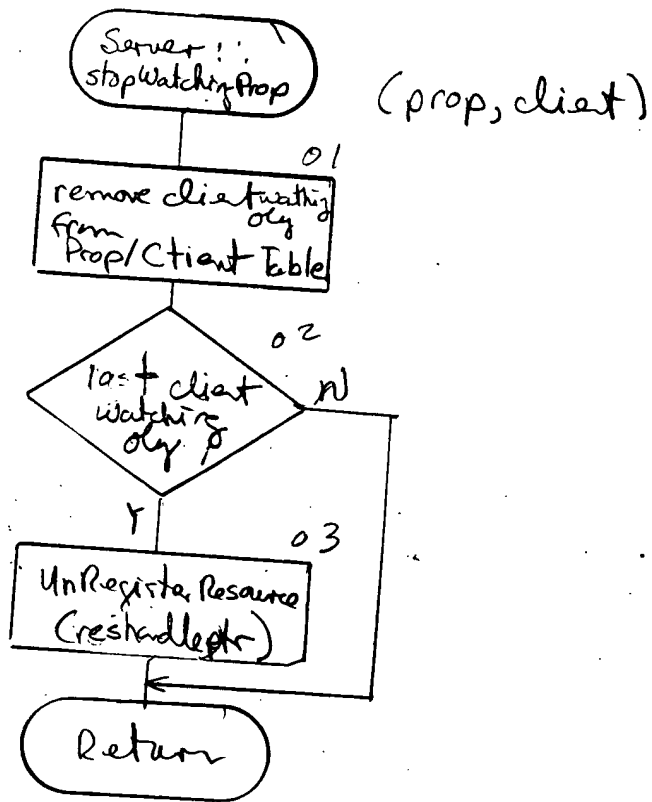 Server::
stopWatchingProp
(prop, client)
01
remove client watching
obj
from
Prop/Client Table
02
last client
watching
obj ?
N
Y
03
UnRegister Resource
(reshandleptr)
Return